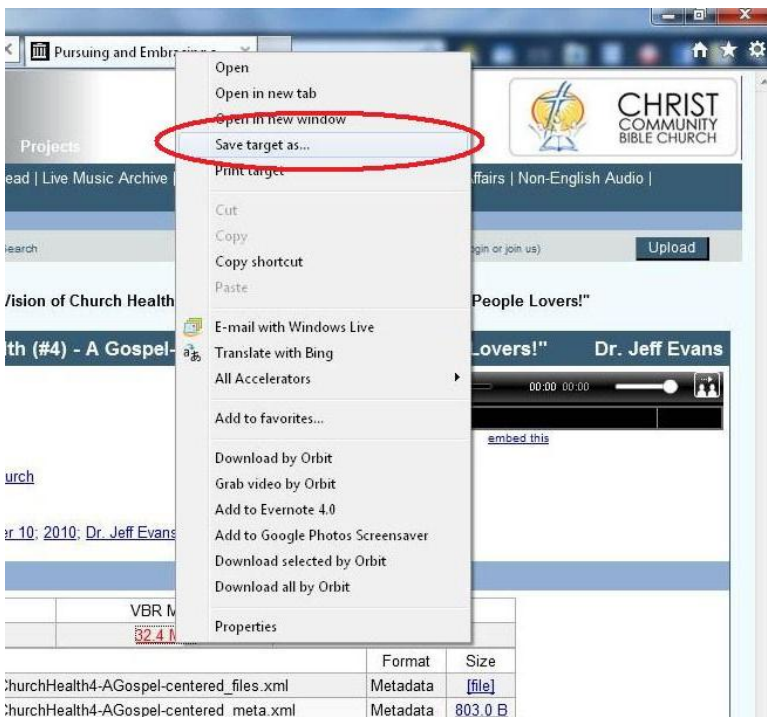 Pursuing and Embracing a
Open
Open in new tab
Open in new window
Save target as...
Print target
Cut
Copy
Copy shortcut
Paste
E-mail with Windows Live
Translate with Bing
All Accelerators
Add to favorites...
Download by Orbit
Grab video by Orbit
Add to Evernote 4.0
Add to Google Photos Screensaver
Download selected by Orbit
Download all by Orbit
Properties
CHRIST
COMMUNITY
BIBLE CHURCH
Projects
ead | Live Music Archive
Affairs | Non-English Audio |
Search
ogin or join us)
Upload
Vision of Church Health
People Lovers!"
lth (#4) - A Gospel-
Lovers!" Dr. Jeff Evans
00:00 00:00
embed this
urch
er 10; 2010; Dr. Jeff Evans
VBR M
32.4 M
Format Size
ChurchHealth4-AGospel-centered_files.xml Metadata [file]
ChurchHealth4-AGospel-centered_meta.xml Metadata 803.0 B